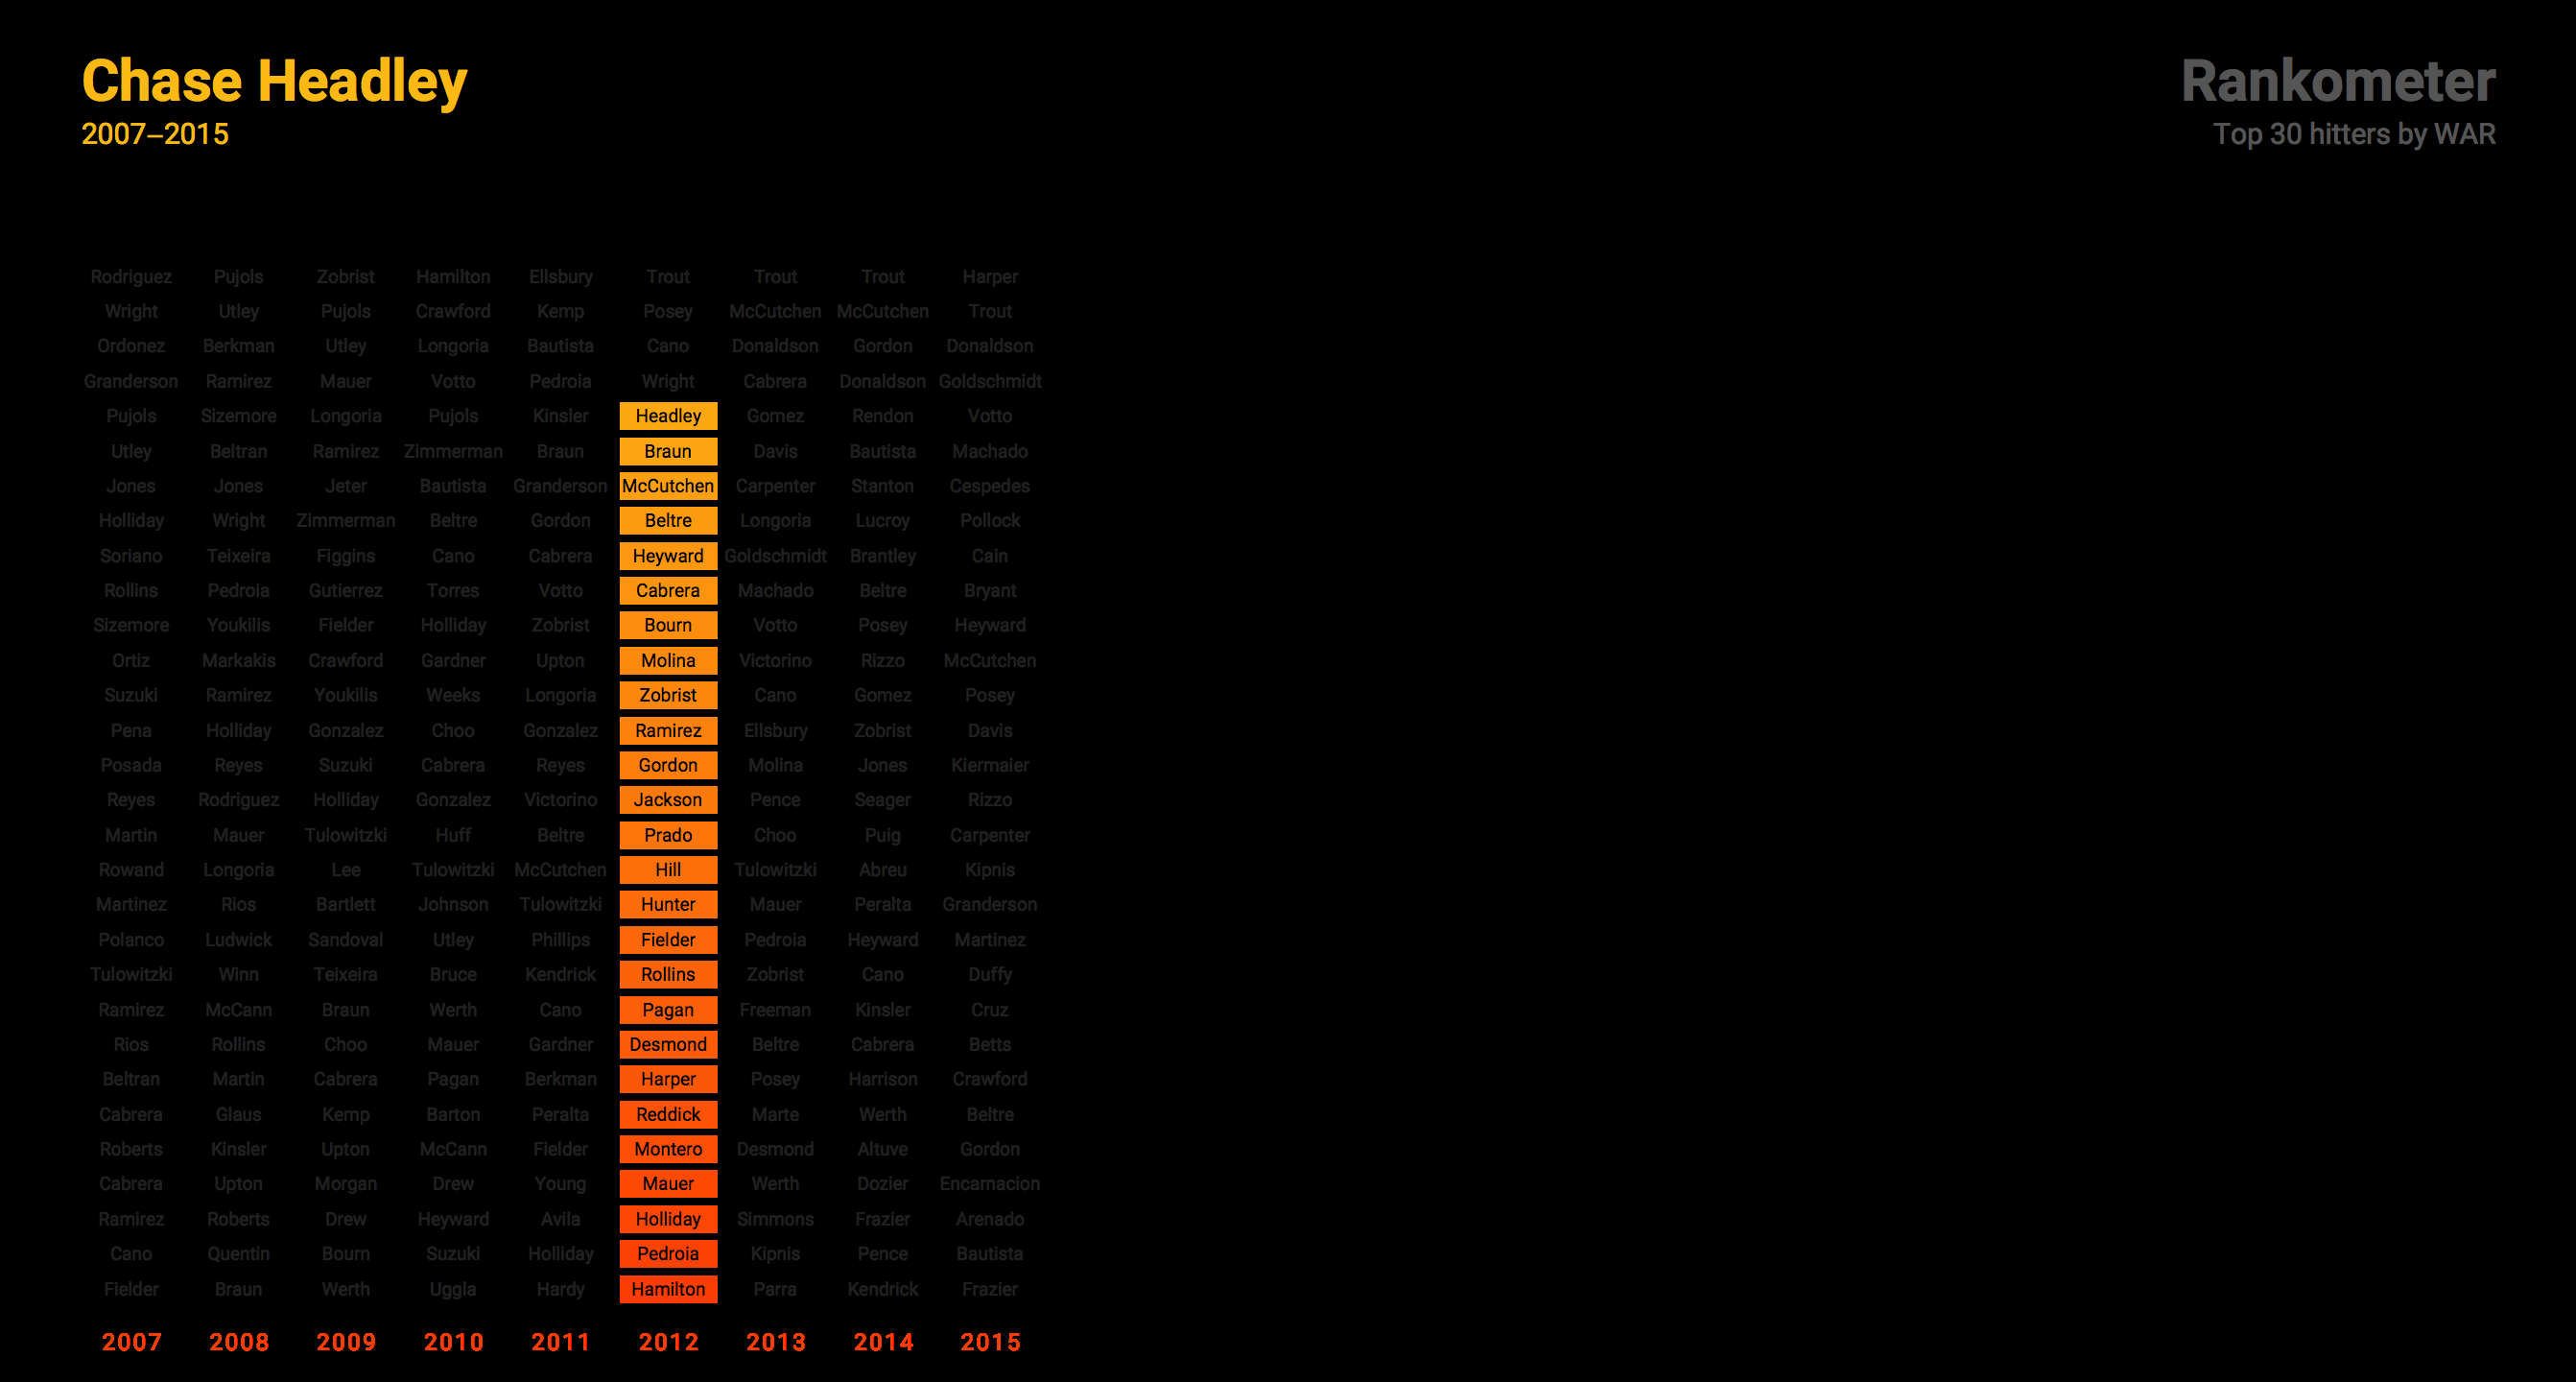 Chase Headley
2007–2015
Rankometer
Top 30 hitters by WAR
Rodriguez Pujols Zobrist Hamilton Ellsbury Trout Trout Trout Harper
Wright Utley Pujols Crawford Kemp Posey McCutchen McCutchen Trout
Ordonez Berkman Utley Longoria Bautista Cano Donaldson Gordon Donaldson
Granderson Ramirez Mauer Votto Pedroia Wright Cabrera Donaldson Goldschmidt
Pujols Sizemore Longoria Pujols Kinsler Headley Gomez Rendon Votto
Utley Beltran Ramirez Zimmerman Braun Braun Davis Bautista Machado
Jones Jones Jeter Bautista Granderson McCutchen Carpenter Stanton Cespedes
Holliday Wright Zimmerman Beltre Gordon Beltre Longoria Lucroy Pollock
Soriano Teixeira Figgins Cano Cabrera Heyward Goldschmidt Brantley Cain
Rollins Pedroia Gutierrez Torres Votto Cabrera Machado Beltre Bryant
Sizemore Youkilis Fielder Holliday Zobrist Bourn Votto Posey Heyward
Ortiz Markakis Crawford Gardner Upton Molina Victorino Rizzo McCutchen
Suzuki Ramirez Youkilis Weeks Longoria Zobrist Cano Gomez Posey
Pena Holliday Gonzalez Choo Gonzalez Ramirez Ellsbury Zobrist Davis
Posada Reyes Suzuki Cabrera Reyes Gordon Molina Jones Kiermaier
Reyes Rodriguez Holliday Gonzalez Victorino Jackson Pence Seager Rizzo
Martin Mauer Tulowitzki Huff Beltre Prado Choo Puig Carpenter
Rowand Longoria Lee Tulowitzki McCutchen Hill Tulowitzki Abreu Kipnis
Martinez Rios Bartlett Johnson Tulowitzki Hunter Mauer Peralta Granderson
Polanco Ludwick Sandoval Utley Phillips Fielder Pedroia Heyward Martinez
Tulowitzki Winn Teixeira Bruce Kendrick Rollins Zobrist Cano Duffy
Ramirez McCann Braun Werth Cano Pagan Freeman Kinsler Cruz
Rios Rollins Choo Mauer Gardner Desmond Beltre Cabrera Betts
Beltran Martin Cabrera Pagan Berkman Harper Posey Harrison Crawford
Cabrera Glaus Kemp Barton Peralta Reddick Marte Werth Beltre
Roberts Kinsler Upton McCann Fielder Montero Desmond Altuve Gordon
Cabrera Upton Morgan Drew Young Mauer Werth Dozier Encarnacion
Ramirez Roberts Drew Heyward Avila Holliday Simmons Frazier Arenado
Cano Quentin Bourn Suzuki Holliday Pedroia Kipnis Pence Bautista
Fielder Braun Werth Uggla Hardy Hamilton Parra Kendrick Frazier
2007 2008 2009 2010 2011 2012 2013 2014 2015